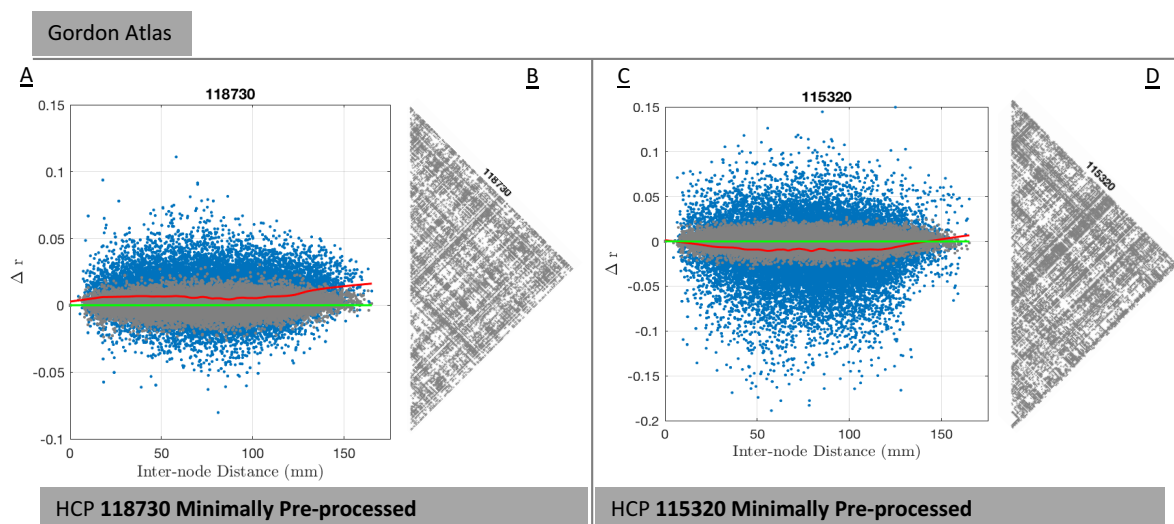 Gordon Atlas
A
B
C
D
118730
0.15
0.1
0.05
0
-0.05
-0.1
Δ r
0
50
100
150
Inter-node Distance (mm)
118730
115320
0.15
0.1
0.05
0
-0.05
-0.1
-0.15
-0.2
Δ r
0
50
100
150
Inter-node Distance (mm)
115320
HCP 118730 Minimally Pre-processed
HCP 115320 Minimally Pre-processed